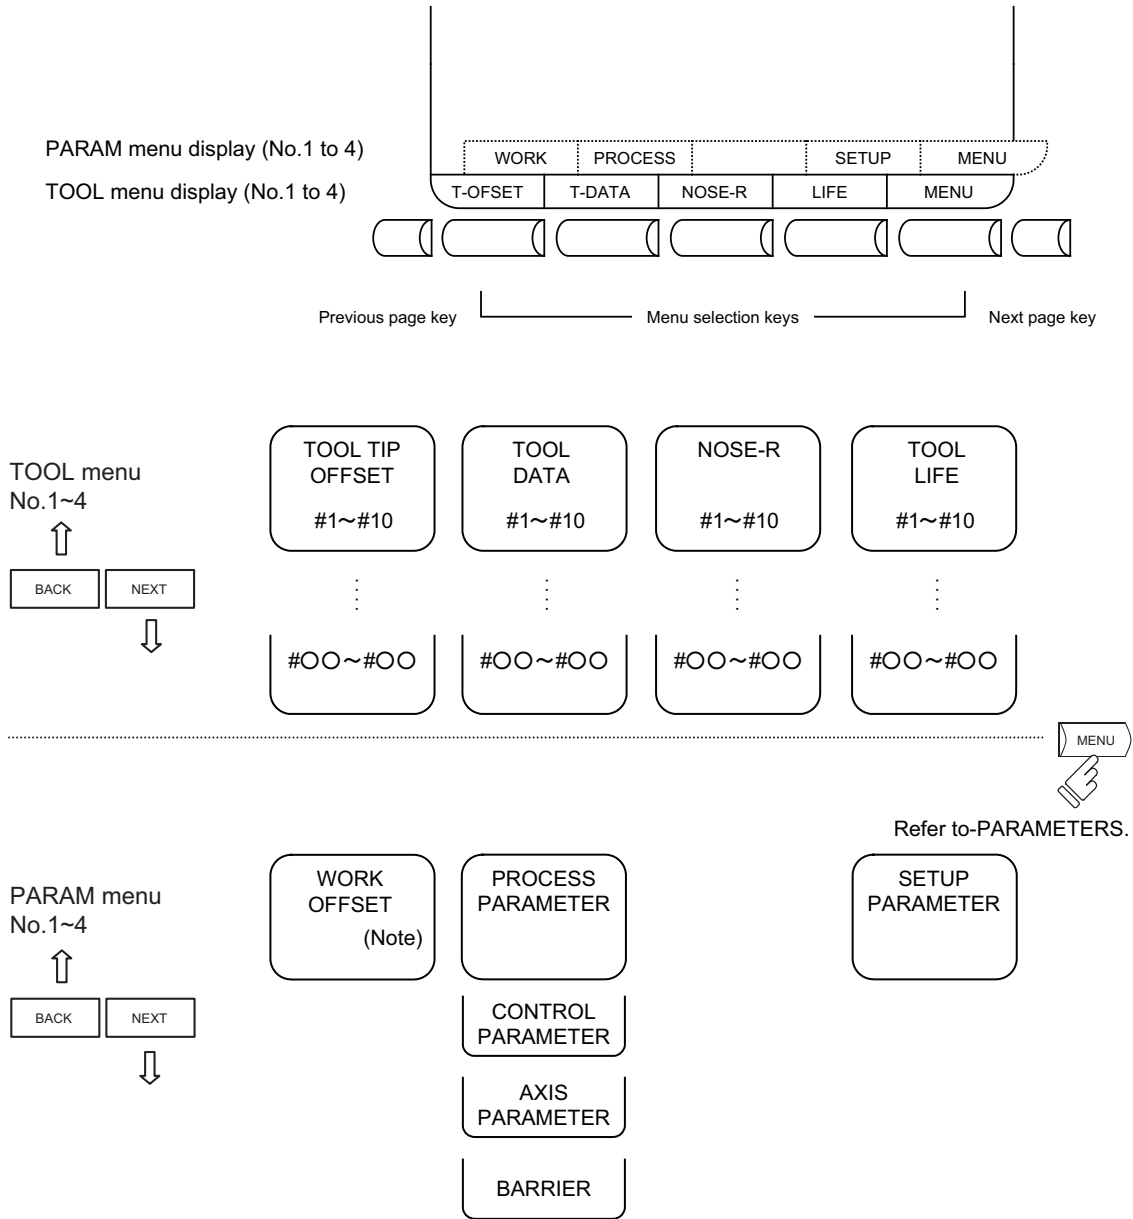 PARAM menu display (No.1 to 4)
WORK PROCESS SETUP MENU
TOOL menu display (No.1 to 4)
T-OFSET T-DATA NOSE-R LIFE MENU
Previous page key Menu selection keys Next page key
TOOL menu
No.1~4
BACK NEXT
TOOL TIP
OFFSET
#1～#10
TOOL
DATA
#1～#10
NOSE-R
#1～#10
TOOL
LIFE
#1～#10
#○○～#○○ #○○～#○○ #○○～#○○ #○○～#○○
MENU
Refer to-PARAMETERS.
PARAM menu
No.1~4
BACK NEXT
WORK
OFFSET
(Note)
PROCESS
PARAMETER
SETUP
PARAMETER
CONTROL
PARAMETER
AXIS
PARAMETER
BARRIER